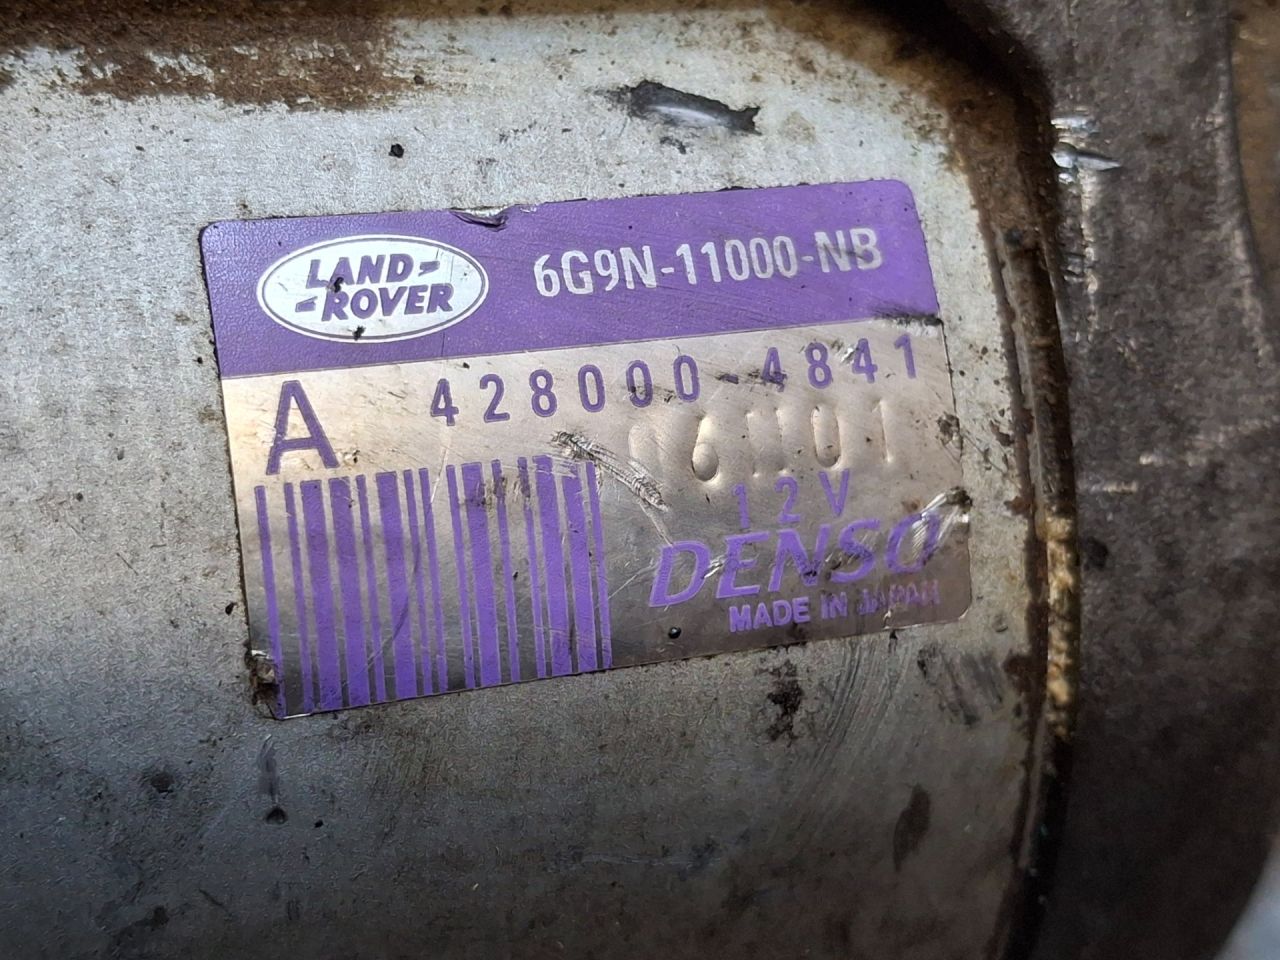 LAND-
-ROVER
6G9N-11000-NB
A 428000-4841
12V
DENSO
MADE IN JAPAN